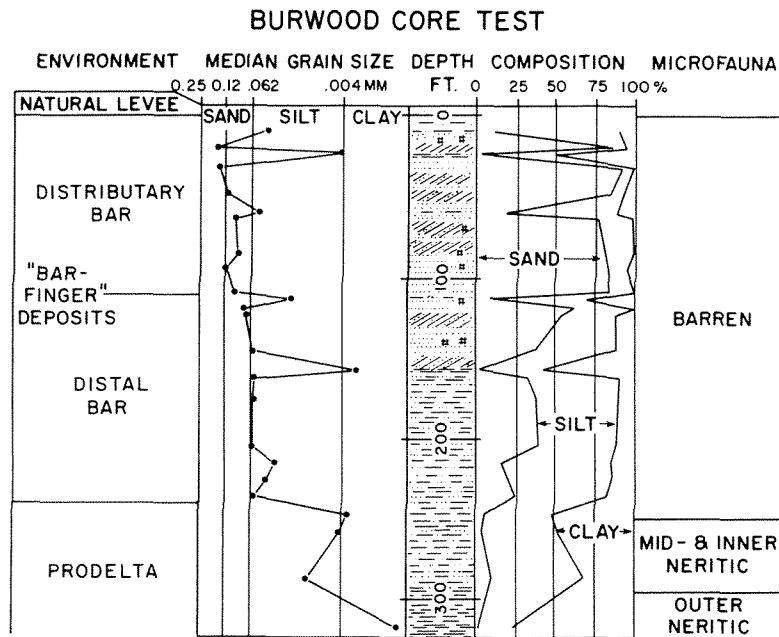 BURWOOD CORE TEST
ENVIRONMENT MEDIAN GRAIN SIZE DEPTH COMPOSITION MICROFAUNA
0.25 0.12 .062 .004 MM FT. 0 25 50 75 100 %
NATURAL LEVEE SAND SILT CLAY 0
DISTRIBUTARY
BAR
SAND
100
"BAR-
FINGER"
DEPOSITS
BARREN
DISTAL
BAR
SILT
200
CLAY
MID- & INNER
NERITIC
PRODELTA
300
OUTER
NERITIC